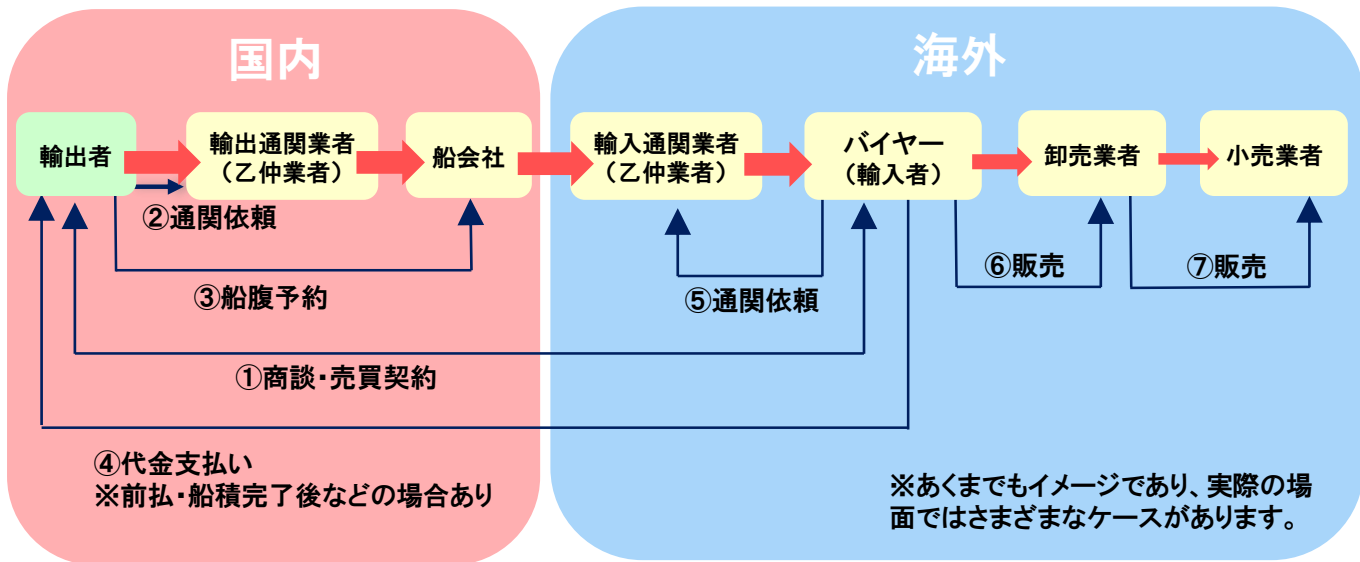 国内
海外
輸出者
輸出通関業者
（乙仲業者）
船会社
輸入通関業者
（乙仲業者）
バイヤー
（輸入者）
卸売業者
小売業者
②通関依頼
③船腹予約
⑤通関依頼
⑥販売
⑦販売
①商談・売買契約
④代金支払い
※前払・船積完了後などの場合あり
※あくまでもイメージであり、実際の場
面ではさまざまなケースがあります。